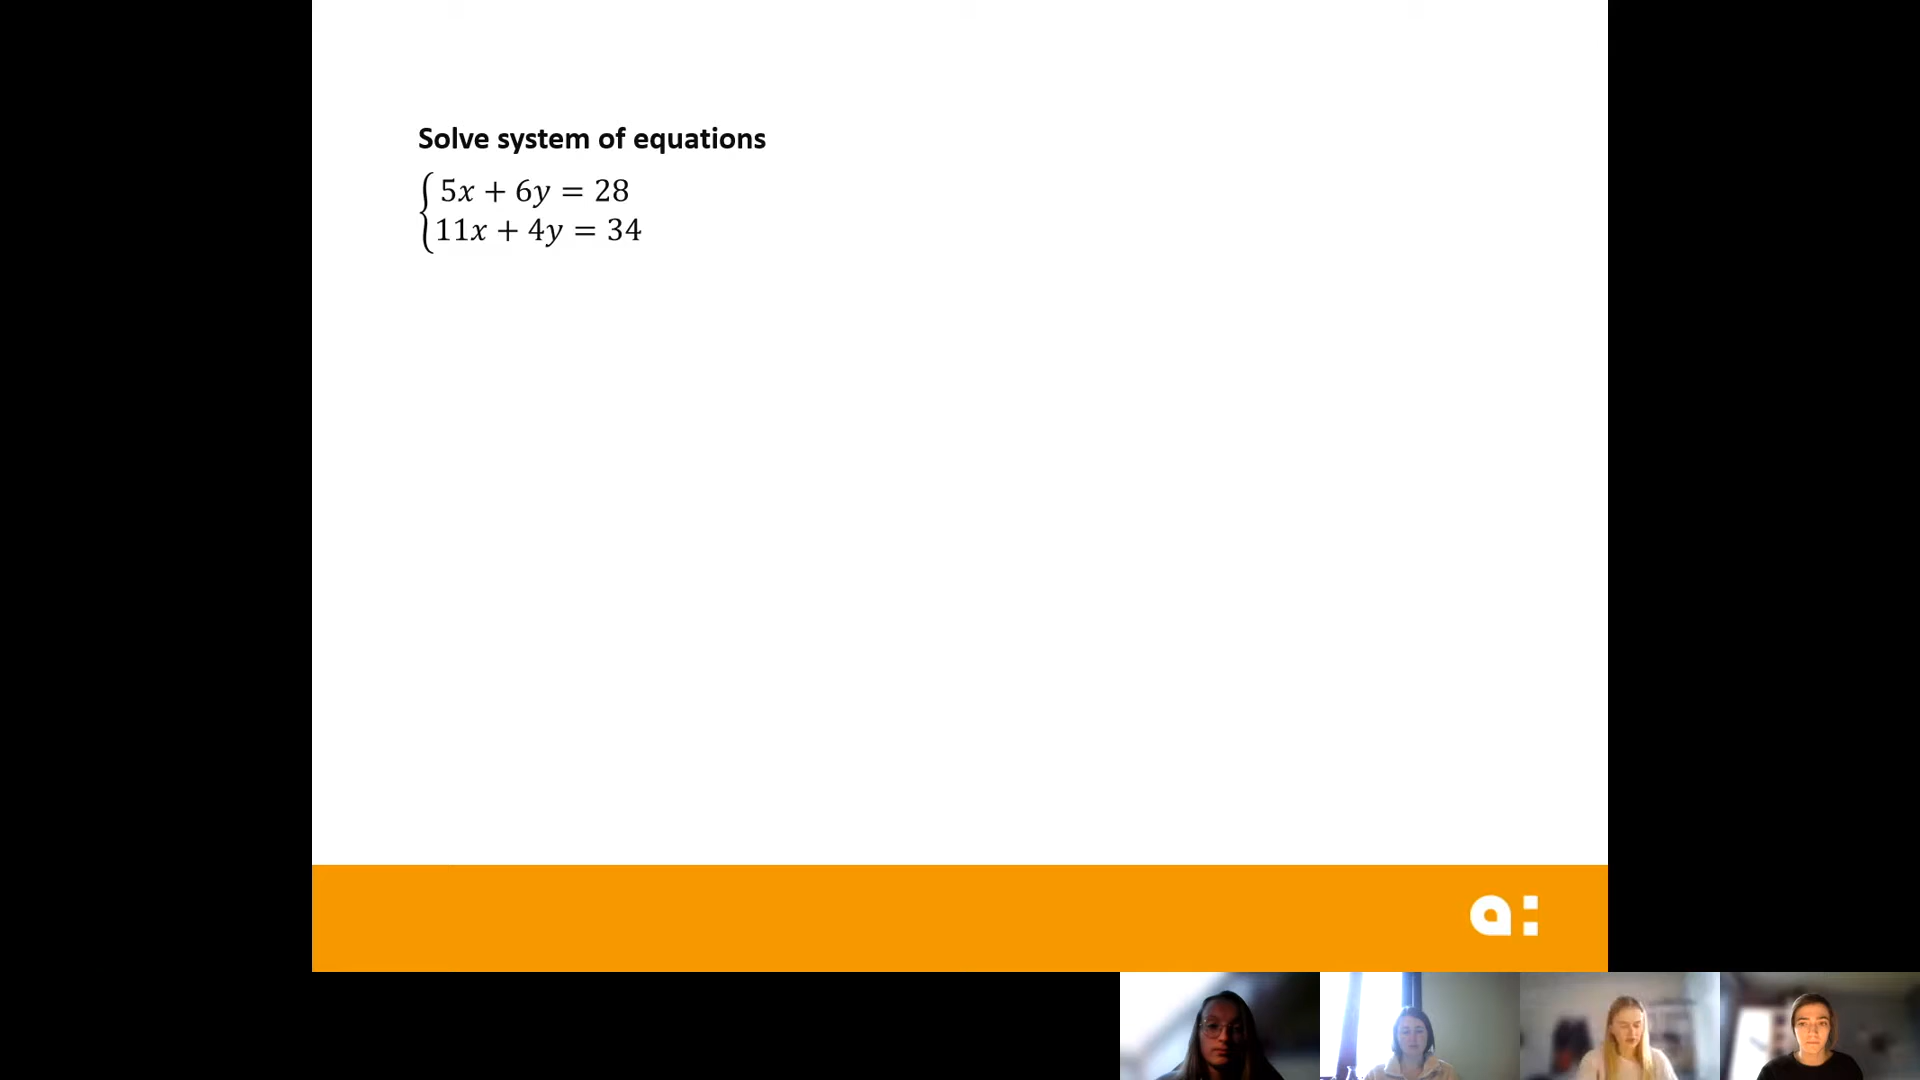 Solve system of equations
5x + 6y = 28
11x + 4y = 34
a: